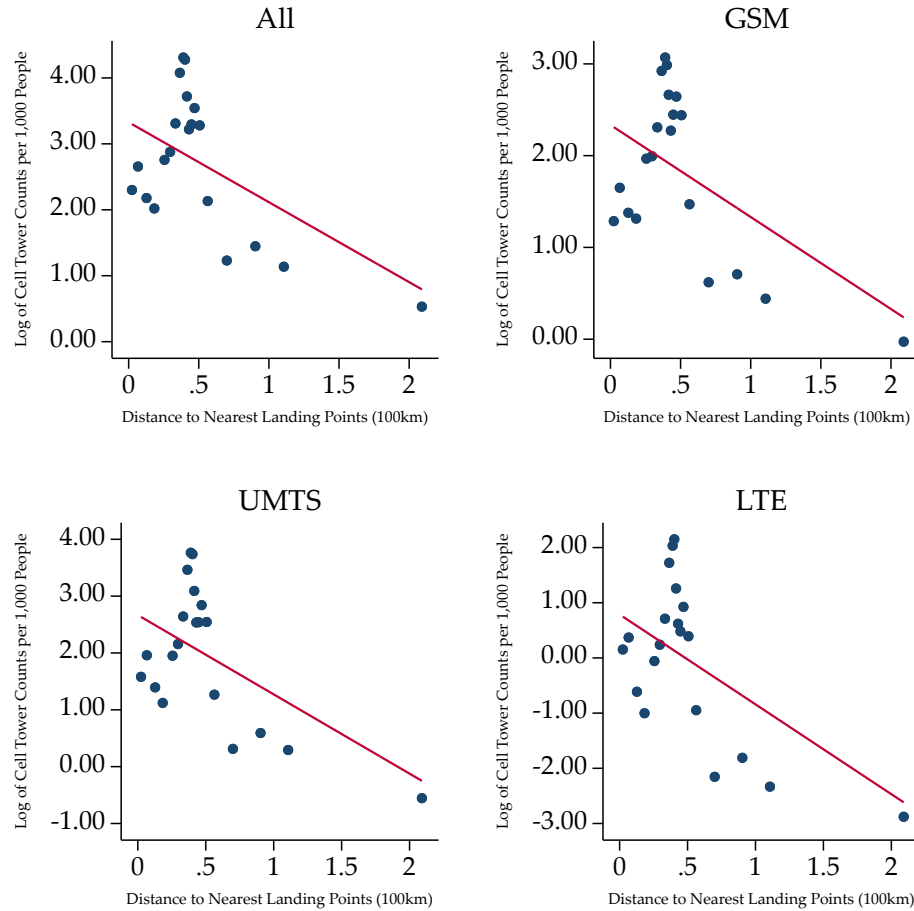 All
Log of Cell Tower Counts per 1,000 People
4.00
3.00
2.00
1.00
0.00
0 .5 1 1.5 2
Distance to Nearest Landing Points (100km)
GSM
Log of Cell Tower Counts per 1,000 People
3.00
2.00
1.00
0.00
0 .5 1 1.5 2
Distance to Nearest Landing Points (100km)
UMTS
Log of Cell Tower Counts per 1,000 People
4.00
3.00
2.00
1.00
0.00
-1.00
0 .5 1 1.5 2
Distance to Nearest Landing Points (100km)
LTE
Log of Cell Tower Counts per 1,000 People
2.00
1.00
0.00
-1.00
-2.00
-3.00
0 .5 1 1.5 2
Distance to Nearest Landing Points (100km)